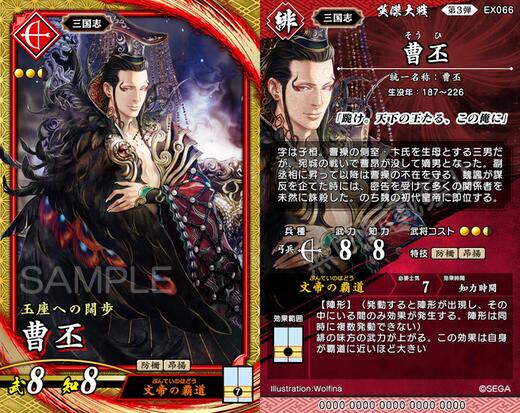 三国志
SAMPLE
玉座への闊歩
曹丕
防柵 昂揚
武8 知8
ぶんていのはどう
文帝の覇道
7
緋
三国志
英傑大戦
第3弾
EX066
そう ひ
曹丕
統一名称：曹丕
生没年：187〜226
「跪け。天下の王たる、この俺に」
字は子桓。曹操の側室・卞氏を生母とする三男だ
が、宛城の戦いで曹昂が没して嫡男となった。副
丞相に昇って以降は曹操の不在を守る。魏諷が謀
反を企てた時には、密告を受けて多くの関係者を
未然に誅殺した。のち魏の初代皇帝に即位する。
兵種 武力 知力 武将コスト
弓兵 8 8 特技 防柵 昂揚
ぶんていのはどう 必要士気 効果時間
文帝の覇道 7 知力時間
効果範囲
【陣形】（発動すると陣形が出現し、その
中にいる間のみ効果が発生する。陣形は同
時に複数発動できない）
緋の味方の武力が上がる。この効果は自身
が覇道に近いほど大きい
Illustration:Wolfina
©SEGA
0000 0000 0000 0000 0000